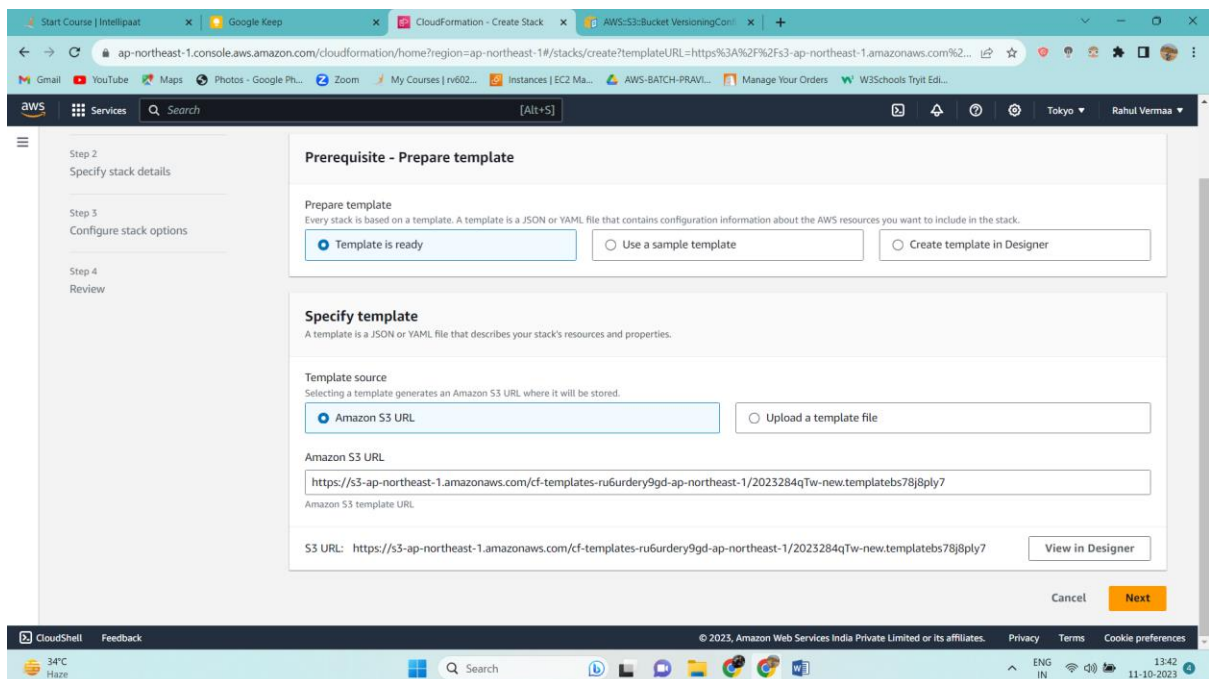 Start Course | Intellipaat
Google Keep
CloudFormation - Create Stack
AWS::S3::Bucket VersioningConf
ap-northeast-1.console.aws.amazon.com/cloudformation/home?region=ap-northeast-1#/stacks/create?templateURL=https%3A%2F%2Fs3-ap-northeast-1.amazonaws.com%2...
Gmail YouTube Maps Photos - Google Ph... Zoom My Courses | rv602... Instances | EC2 Ma... AWS-BATCH-PRAVI... Manage Your Orders W3Schools Tryit Edi...
aws Services Search [Alt+S] Tokyo Rahul Vermaa
Step 2
Specify stack details
Step 3
Configure stack options
Step 4
Review
Prerequisite - Prepare template
Prepare template
Every stack is based on a template. A template is a JSON or YAML file that contains configuration information about the AWS resources you want to include in the stack.
Template is ready Use a sample template Create template in Designer
Specify template
A template is a JSON or YAML file that describes your stack's resources and properties.
Template source
Selecting a template generates an Amazon S3 URL where it will be stored.
Amazon S3 URL Upload a template file
Amazon S3 URL
https://s3-ap-northeast-1.amazonaws.com/cf-templates-ru6urdery9gd-ap-northeast-1/2023284qTw-new.templatebs78j8ply7
Amazon S3 template URL
S3 URL: https://s3-ap-northeast-1.amazonaws.com/cf-templates-ru6urdery9gd-ap-northeast-1/2023284qTw-new.templatebs78j8ply7 View in Designer
Cancel Next
CloudShell Feedback © 2023, Amazon Web Services India Private Limited or its affiliates. Privacy Terms Cookie preferences
34°C
Haze
Search
ENG
IN
13:42
11-10-2023
4